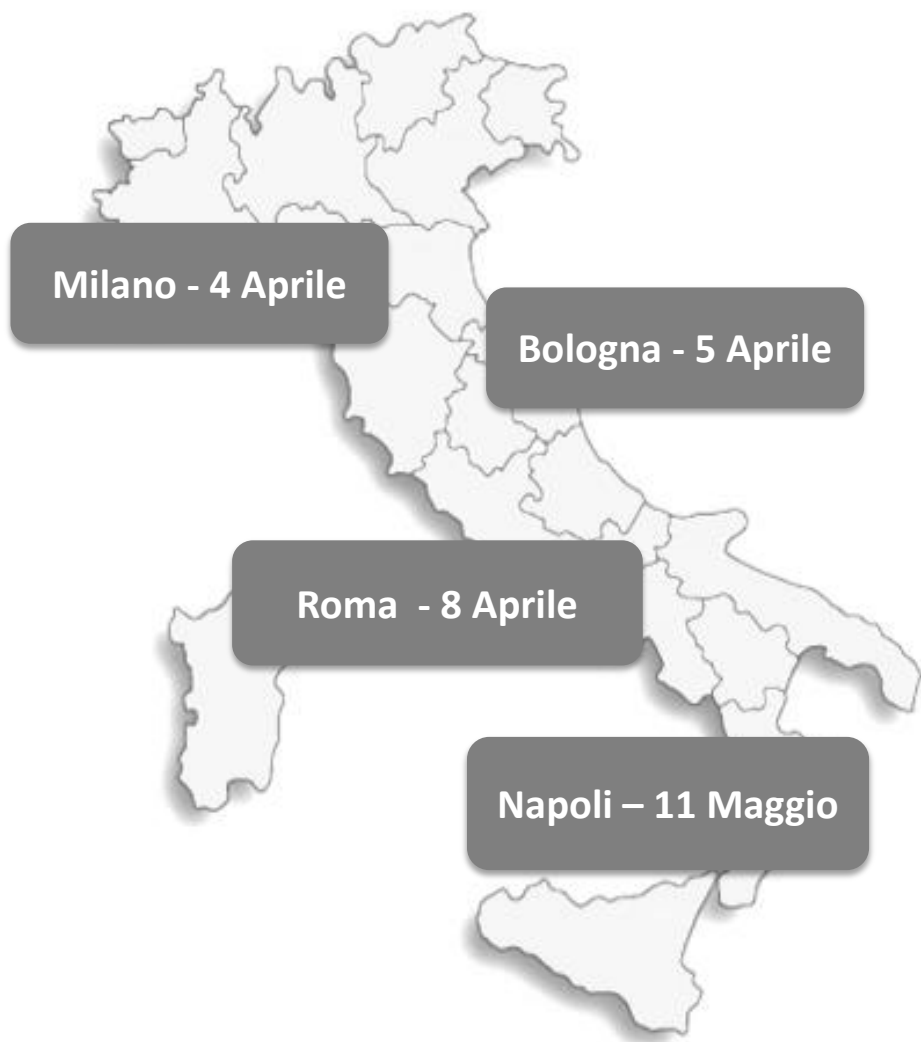 Milano - 4 Aprile
Bologna - 5 Aprile
Roma  - 8 Aprile
Napoli – 11 Maggio